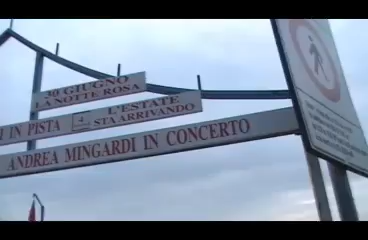 30 GIUGNO
LA NOTTE ROSA
L'ESTATE
IN PISTA
STA ARRIVANDO
ANDREA MINGARDI IN CONCERTO